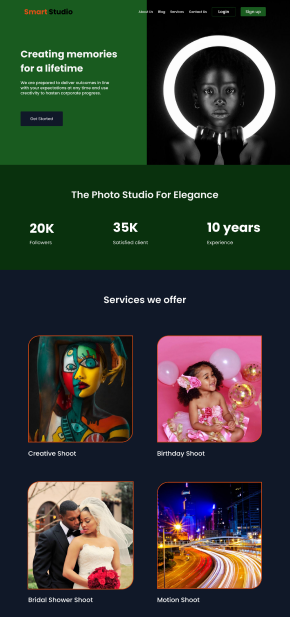 Smart Studio
About Us Blog Services Contact Us Login Sign up
Creating memories
for a lifetime
We are prepared to deliver outcomes in line
with your expectations at any time and use
creativity to hasten corporate progress.
Get Started
The Photo Studio For Elegance
20K 35K 10 years
Followers Satisfied client Experience
Services we offer
Creative Shoot Birthday Shoot
Bridal Shower Shoot Motion Shoot